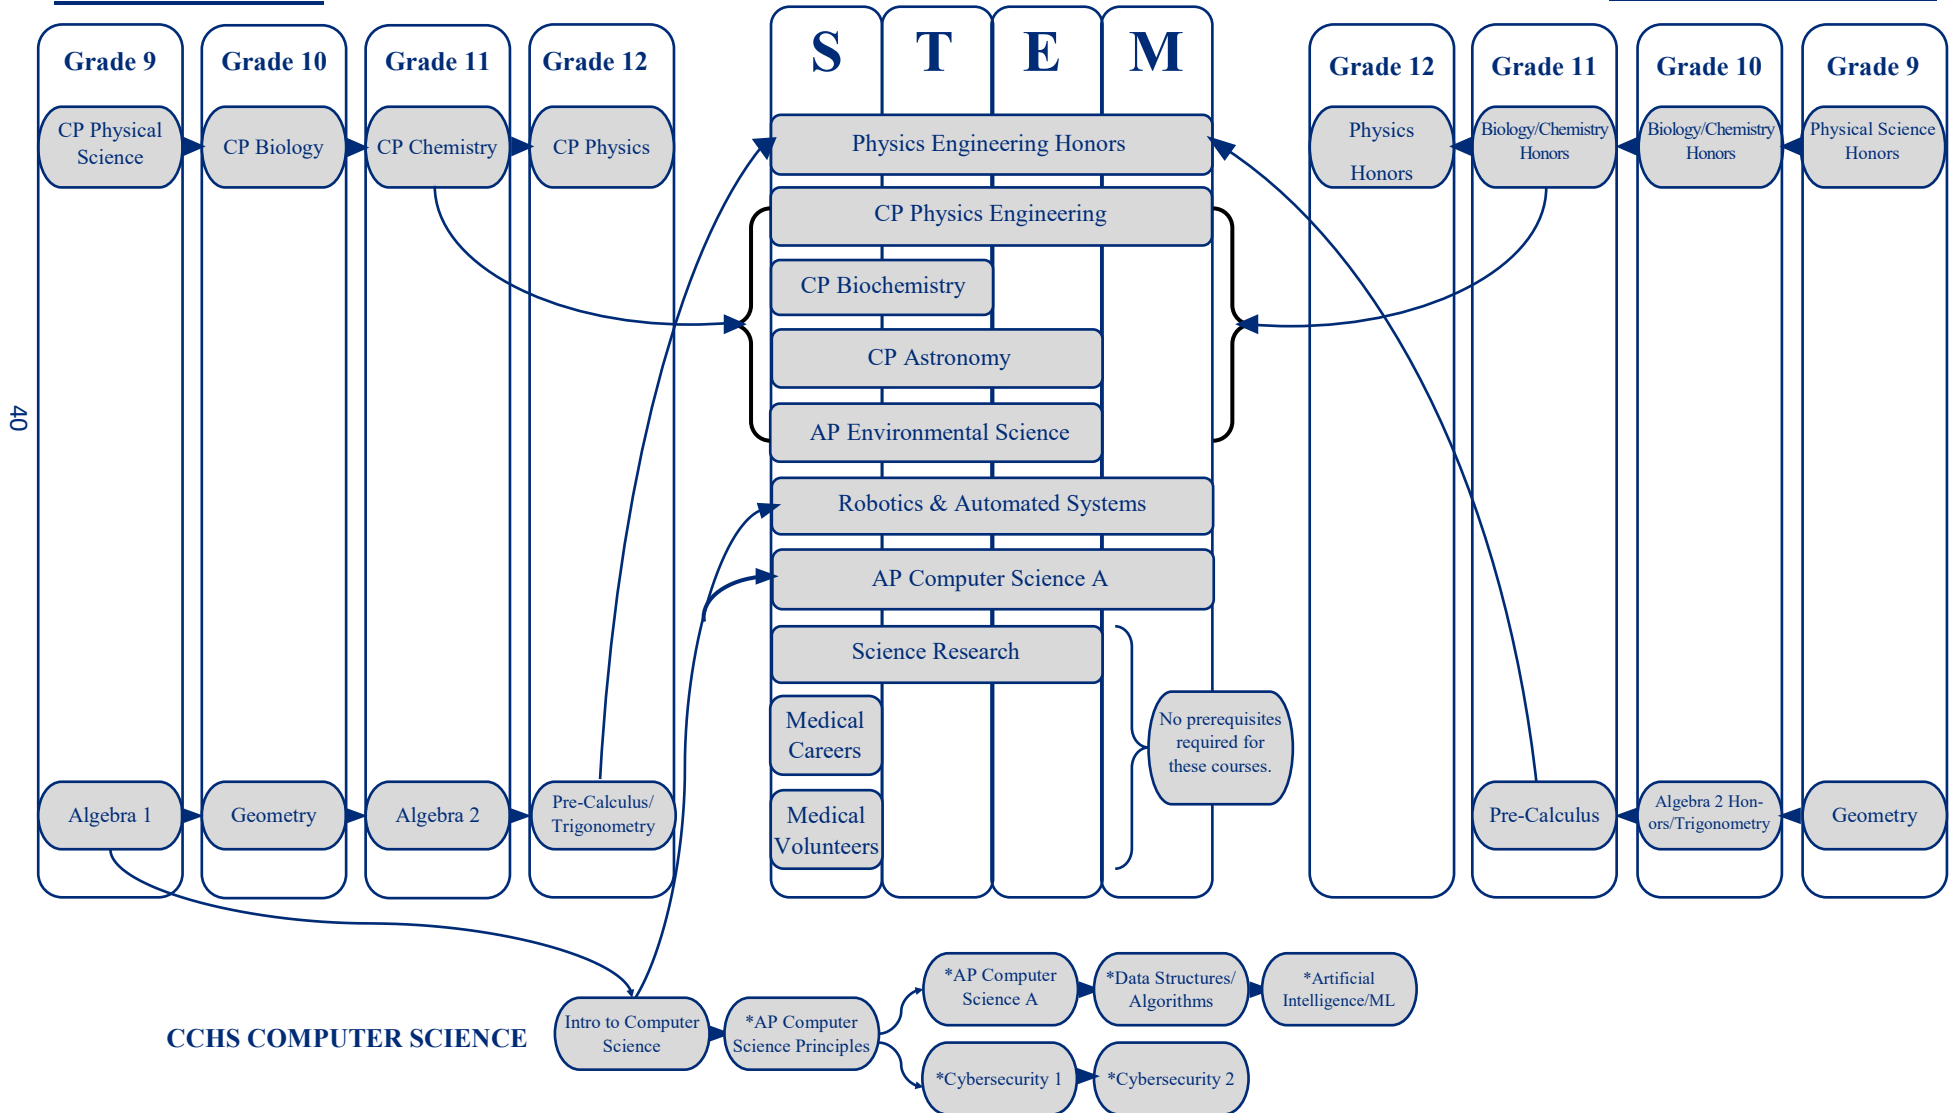 Grade 9
Grade 10
Grade 11
Grade 12
S T E M
Grade 12
Grade 11
Grade 10
Grade 9
CP Physical
Science
CP Biology
CP Chemistry
CP Physics
Physics Engineering Honors
Physics
Honors
Biology/Chemistry
Honors
Biology/Chemistry
Honors
Physical Science
Honors
CP Physics Engineering
CP Biochemistry
CP Astronomy
AP Environmental Science
40
Robotics & Automated Systems
AP Computer Science A
Science Research
Medical
Careers
Medical
Volunteers
No prerequisites
required for
these courses.
Algebra 1
Geometry
Algebra 2
Pre-Calculus/
Trigonometry
Pre-Calculus
Algebra 2 Hon-
ors/Trigonometry
Geometry
CCHS COMPUTER SCIENCE
Intro to Computer
Science
*AP Computer
Science Principles
*AP Computer
Science A
*Data Structures/
Algorithms
*Artificial
Intelligence/ML
*Cybersecurity 1
*Cybersecurity 2